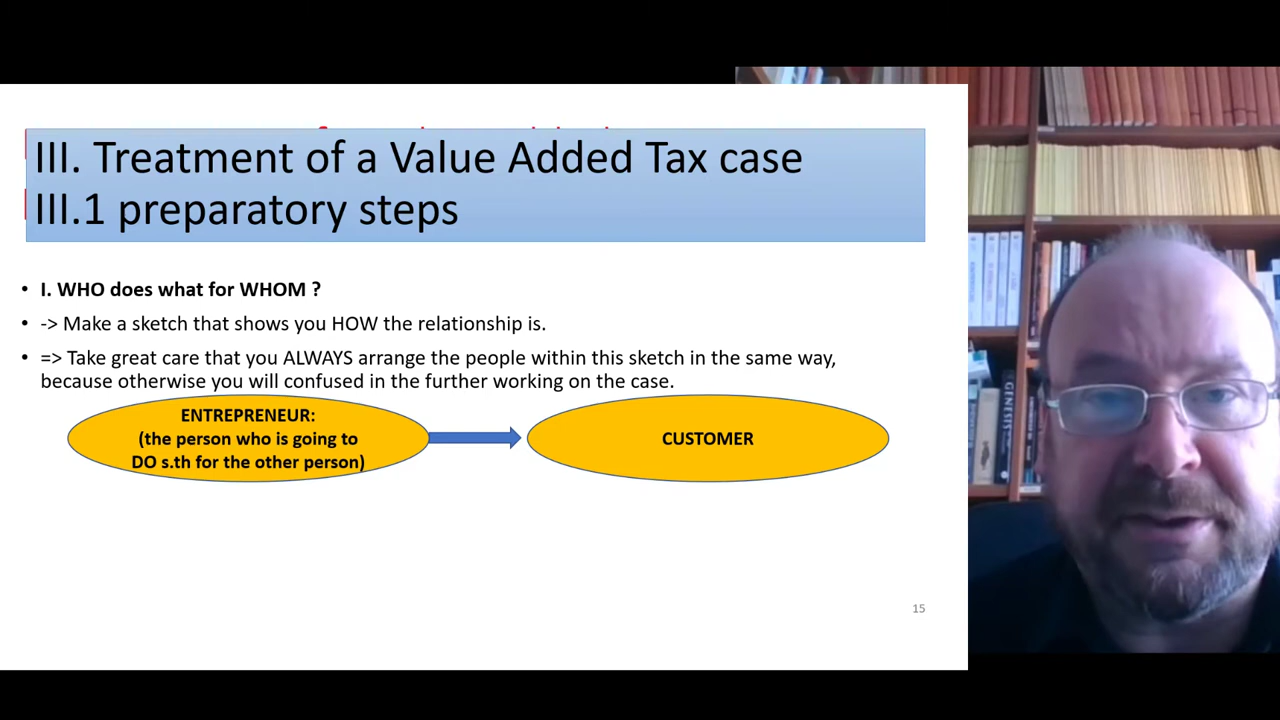 III. Treatment of a Value Added Tax case
III.1 preparatory steps
• I. WHO does what for WHOM ?
• -> Make a sketch that shows you HOW the relationship is.
• => Take great care that you ALWAYS arrange the people within this sketch in the same way,
because otherwise you will confused in the further working on the case.
ENTREPRENEUR:
(the person who is going to
DO s.th for the other person)
CUSTOMER
15
GENESIS